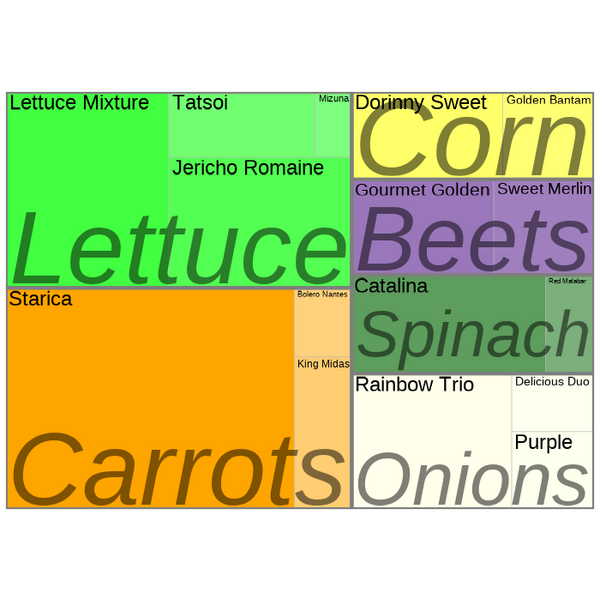 Lettuce Mixture
Tatsoi
Mizuna
Jericho Romaine
Lettuce
Starica
Bolero Nantes
King Midas
Carrots
Dorinny Sweet
Golden Bantam
Corn
Gourmet Golden
Sweet Merlin
Beets
Catalina
Red Malabar
Spinach
Rainbow Trio
Delicious Duo
Purple
Onions